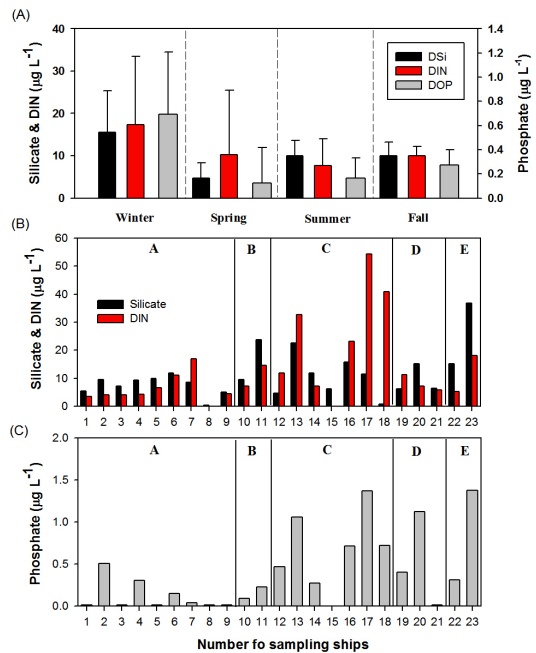 (A)
40
30
20
10
0
Silicate & DIN (µg L-1)
1.4
1.2
1.0
0.8
0.6
0.4
0.2
0.0
Phosphate (µg L-1)
DSi
DIN
DOP
Winter Spring Summer Fall
(B)
60
50
40
30
20
10
0
Silicate & DIN (µg L-1)
A B C D E
Silicate
DIN
1 2 3 4 5 6 7 8 9 10 11 12 13 14 15 16 17 18 19 20 21 22 23
(C)
2.0
1.5
1.0
0.5
0.0
Phosphate (µg L-1)
A B C D E
1 2 3 4 5 6 7 8 9 10 11 12 13 14 15 16 17 18 19 20 21 22 23
Number fo sampling ships